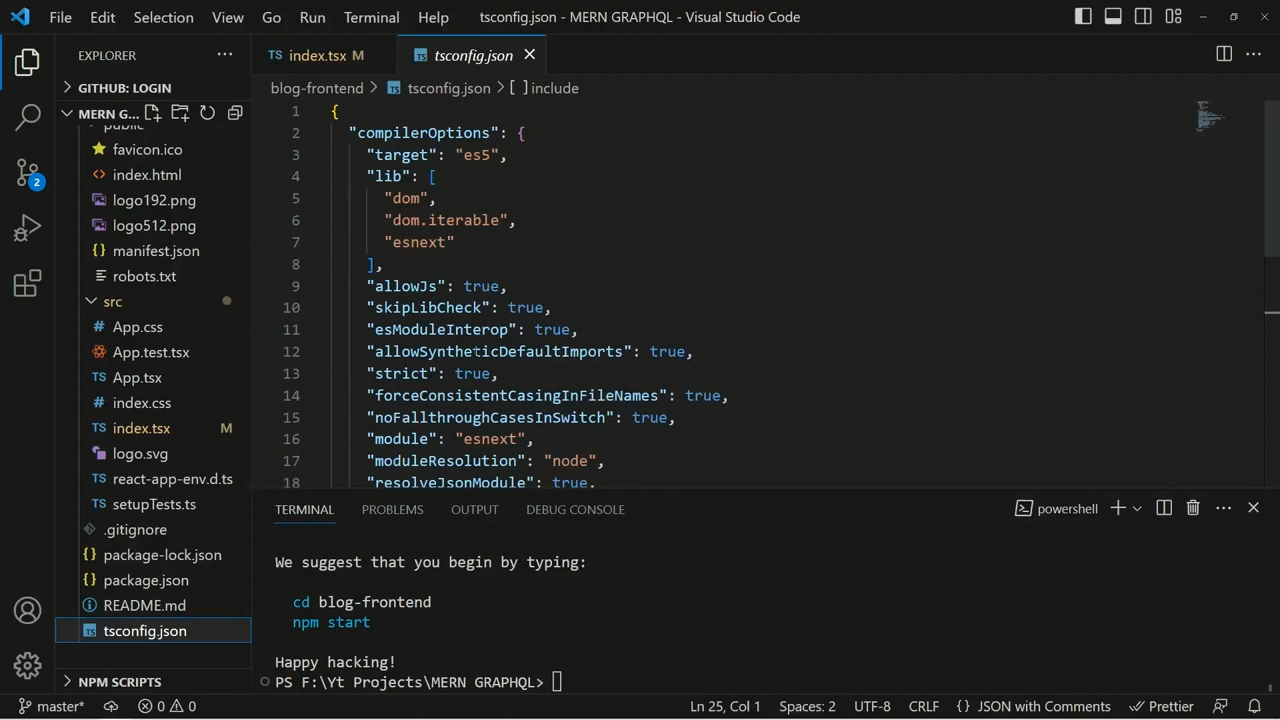 File Edit Selection View Go Run Terminal Help tsconfig.json - MERN GRAPHQL - Visual Studio Code
EXPLORER
GITHUB: LOGIN
MERN G...
public
favicon.ico
index.html
logo192.png
logo512.png
manifest.json
robots.txt
src
App.css
App.test.tsx
App.tsx
index.css
index.tsx M
logo.svg
react-app-env.d.ts
setupTests.ts
.gitignore
package-lock.json
package.json
README.md
tsconfig.json
NPM SCRIPTS
2
TS index.tsx M
TS tsconfig.json
blog-frontend > tsconfig.json > [ ] include
1 {
2 "compilerOptions": {
3 "target": "es5",
4 "lib": [
5 "dom",
6 "dom.iterable",
7 "esnext"
8 ],
9 "allowJs": true,
10 "skipLibCheck": true,
11 "esModuleInterop": true,
12 "allowSyntheticDefaultImports": true,
13 "strict": true,
14 "forceConsistentCasingInFileNames": true,
15 "noFallthroughCasesInSwitch": true,
16 "module": "esnext",
17 "moduleResolution": "node",
18 "resolveJsonModule": true,
TERMINAL PROBLEMS OUTPUT DEBUG CONSOLE powershell
We suggest that you begin by typing:
cd blog-frontend
npm start
Happy hacking!
PS F:\Yt Projects\MERN GRAPHQL>
master* 0 0 Ln 25, Col 1 Spaces: 2 UTF-8 CRLF {} JSON with Comments Prettier